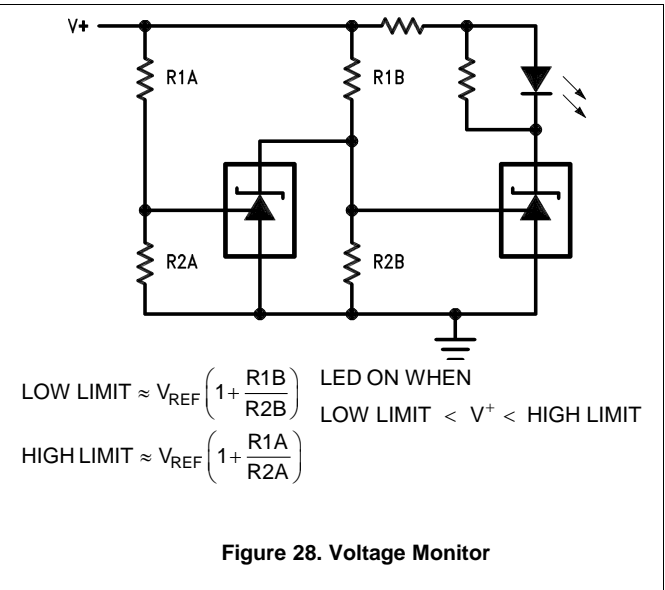 V+
R1A
R1B
R2A
R2B
LOW LIMIT ≈ V_REF (1 + R1B/R2B)
LED ON WHEN
LOW LIMIT < V⁺ < HIGH LIMIT
HIGH LIMIT ≈ V_REF (1 + R1A/R2A)
Figure 28. Voltage Monitor